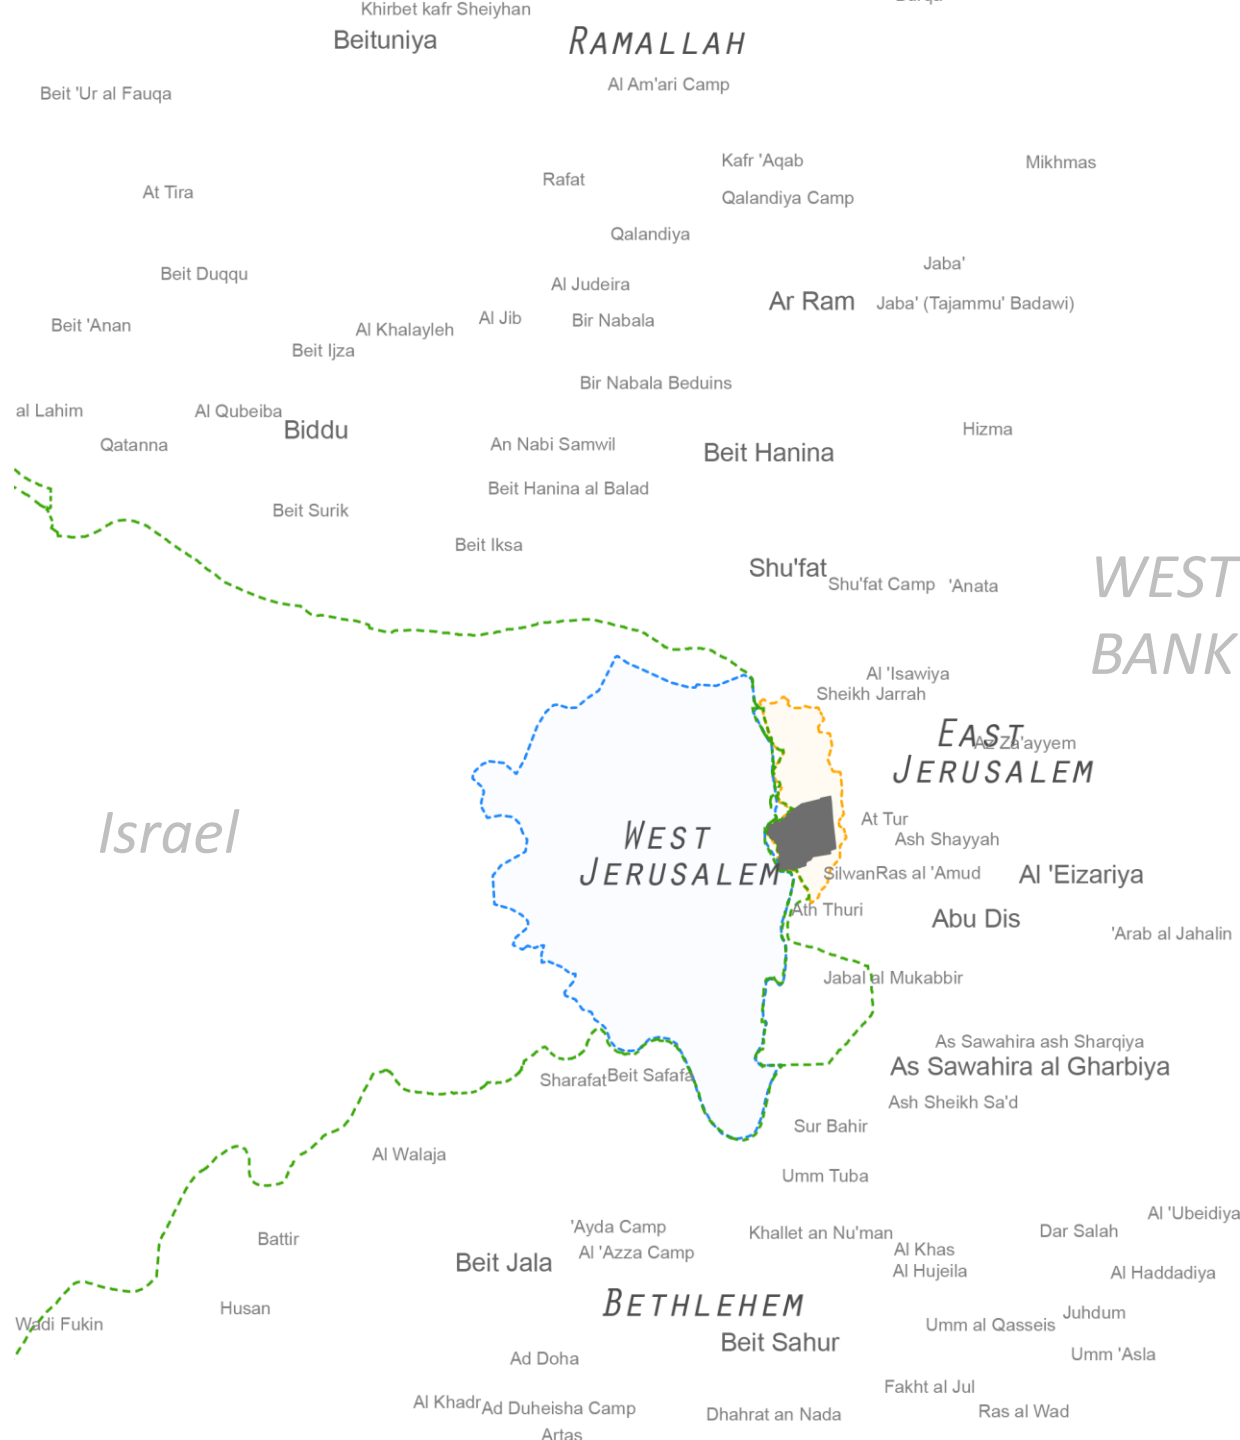 Khirbet kafr Sheiyhan
Beituniya
RAMALLAH
Al Am'ari Camp
Beit 'Ur al Fauqa
Kafr 'Aqab
Mikhmas
Rafat
At Tira
Qalandiya Camp
Qalandiya
Jaba'
Beit Duqqu
Al Judeira
Ar Ram
Jaba' (Tajammu' Badawi)
Al Jib
Bir Nabala
Beit 'Anan
Al Khalayleh
Beit Ijza
Bir Nabala Beduins
al Lahim
Al Qubeiba
Biddu
Hizma
Qatanna
An Nabi Samwil
Beit Hanina
Beit Hanina al Balad
Beit Surik
Beit Iksa
Shu'fat
Shu'fat Camp
'Anata
WEST
BANK
Al 'Isawiya
Sheikh Jarrah
EAST
Az Za'ayyem
JERUSALEM
Israel
WEST
JERUSALEM
At Tur
Ash Shayyah
Silwan
Ras al 'Amud
Al 'Eizariya
Ath Thuri
Abu Dis
'Arab al Jahalin
Jabal al Mukabbir
As Sawahira ash Sharqiya
As Sawahira al Gharbiya
Sharafat
Beit Safafa
Ash Sheikh Sa'd
Sur Bahir
Al Walaja
Umm Tuba
Al 'Ubeidiya
'Ayda Camp
Khallet an Nu'man
Dar Salah
Battir
Al 'Azza Camp
Al Khas
Beit Jala
Al Hujeila
Al Haddadiya
BETHLEHEM
Husan
Juhdum
Wadi Fukin
Umm al Qasseis
Beit Sahur
Umm 'Asla
Ad Doha
Fakht al Jul
Al Khadr
Ad Duheisha Camp
Dhahrat an Nada
Ras al Wad
Artas